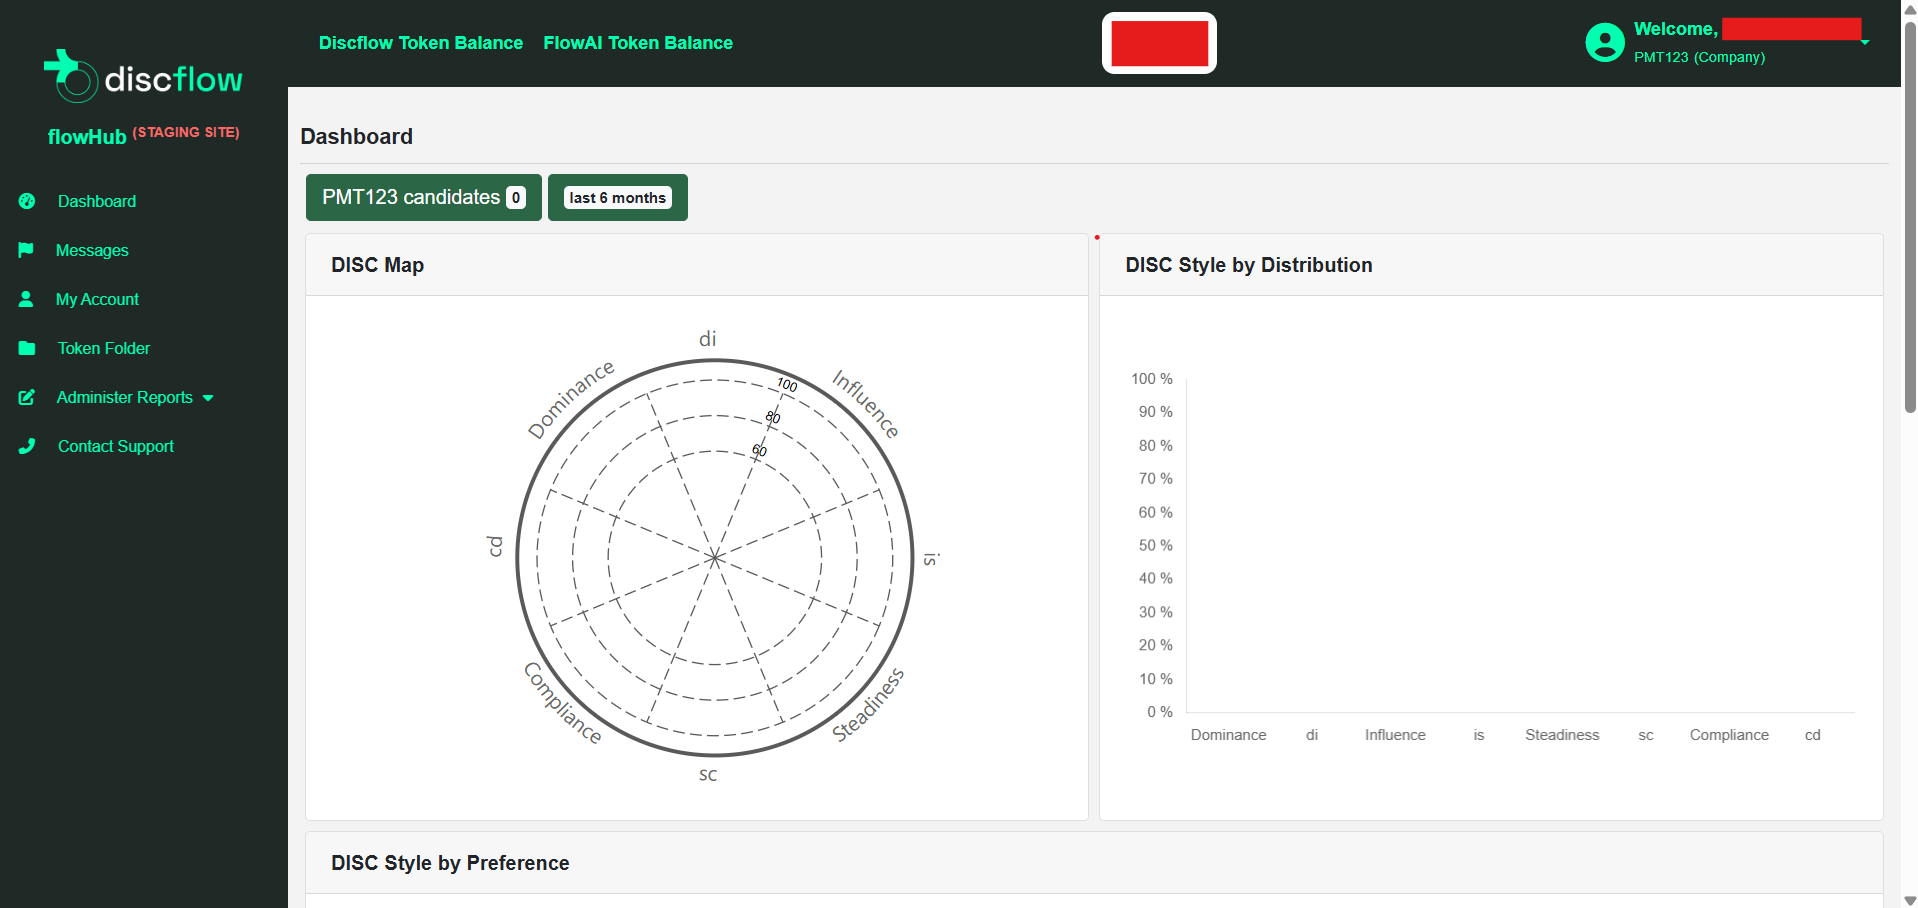 discflow
flowHub (STAGING SITE)
Dashboard
Messages
My Account
Token Folder
Administer Reports
Contact Support
Discflow Token Balance
FlowAI Token Balance
Welcome,
PMT123 (Company)
Dashboard
PMT123 candidates 0
last 6 months
DISC Map
di
Dominance
Influence
100
80
60
cd
is
Compliance
Steadiness
sc
DISC Style by Distribution
100 %
90 %
80 %
70 %
60 %
50 %
40 %
30 %
20 %
10 %
0 %
Dominance di Influence is Steadiness sc Compliance cd
DISC Style by Preference